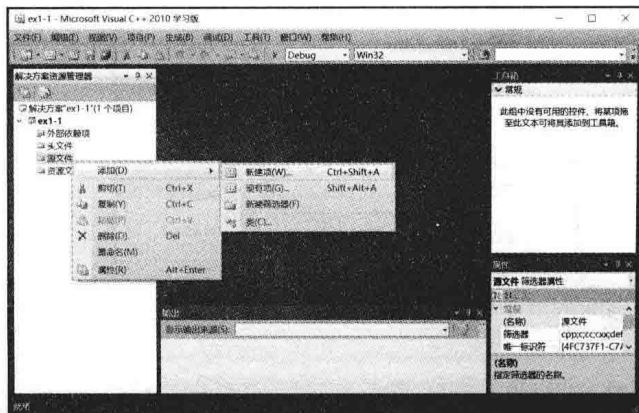 ex1-1 - Microsoft Visual C++ 2010 学习版
文件(F) 编辑(E) 视图(V) 项目(P) 生成(B) 调试(D) 工具(T) 窗口(W) 帮助(H)
Debug Win32
解决方案资源管理器
解决方案"ex1-1"(1 个项目)
ex1-1
外部依赖项
头文件
源文件
资源文
添加(D)
剪切(T) Ctrl+X
复制(Y) Ctrl+C
粘贴(P) Ctrl+V
删除(D) Del
重命名(M)
属性(R) Alt+Enter
新建项(W)... Ctrl+Shift+A
现有项(G)... Shift+Alt+A
新建筛选器(F)
类(C)...
工具箱
常规
此组中没有可用的控件。将某项拖
至此文本可将其添加到工具箱。
输出
显示输出来源(S):
属性
源文件 筛选器属性
常规
(名称) 源文件
筛选器 cpp;c;cc;cxx;def
唯一标识符 {4FC737F1-C7A
(名称)
指定筛选器的名称。
就绪